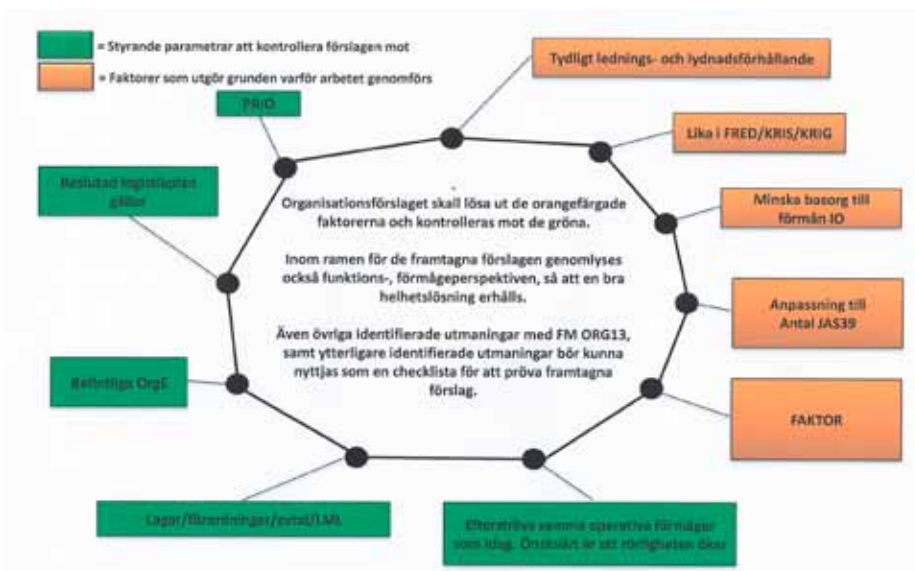 = Styrande parametrar att kontrollera förslagen mot
= Faktorer som utgör grunden varför arbetet genomförs
PRIO
Tydligt lednings- och lydnadsförhållande
Lika i FRED/KRIS/KRIG
Beslutad logistikplan
gäller
Minska basorg till
förmån IO
Organisationsförslaget skall lösa ut de orangefärgade
faktorerna och kontrolleras mot de gröna.
Inom ramen för de framtagna förslagen genomlyses
också funktions-, förmågeperspektiven, så att en bra
helhetslösning erhålls.
Anpassning till
Antal JAS39
Även övriga identifierade utmaningar med FM ORG13,
samt ytterligare identifierade utmaningar bör kunna
nyttjas som en checklista för att pröva framtagna
förslag.
Befintliga OrgE
FAKTOR
Lagar/förordningar/avtal/LML
Eftersträva samma operativa förmågor
som idag. Önskvärt är att rörligheten ökar